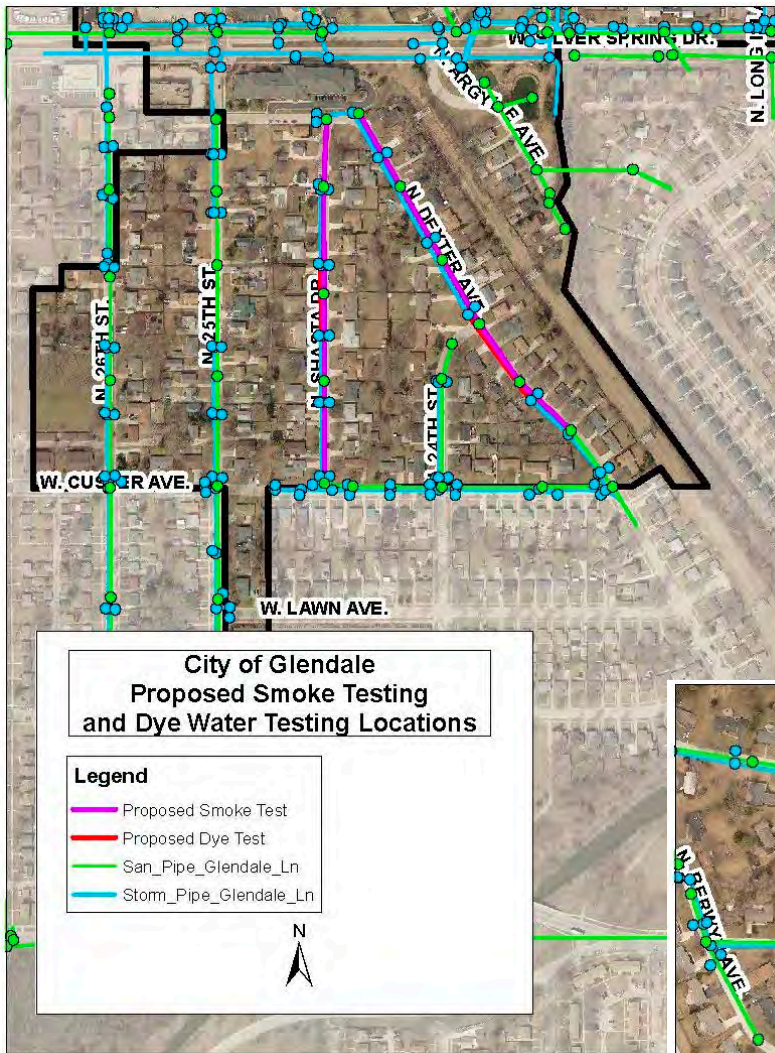 W. SILVER SPRING DR.
N. ARGYLE AVE.
N. DEXTER AVE.
N. 26TH ST.
N. 25TH ST.
N. SHASTA DR.
24TH ST.
W. CUSTER AVE.
W. LAWN AVE.
City of Glendale
Proposed Smoke Testing
and Dye Water Testing Locations
Legend
Proposed Smoke Test
Proposed Dye Test
San_Pipe_Glendale_Ln
Storm_Pipe_Glendale_Ln
N
N. BERWYN AVE.